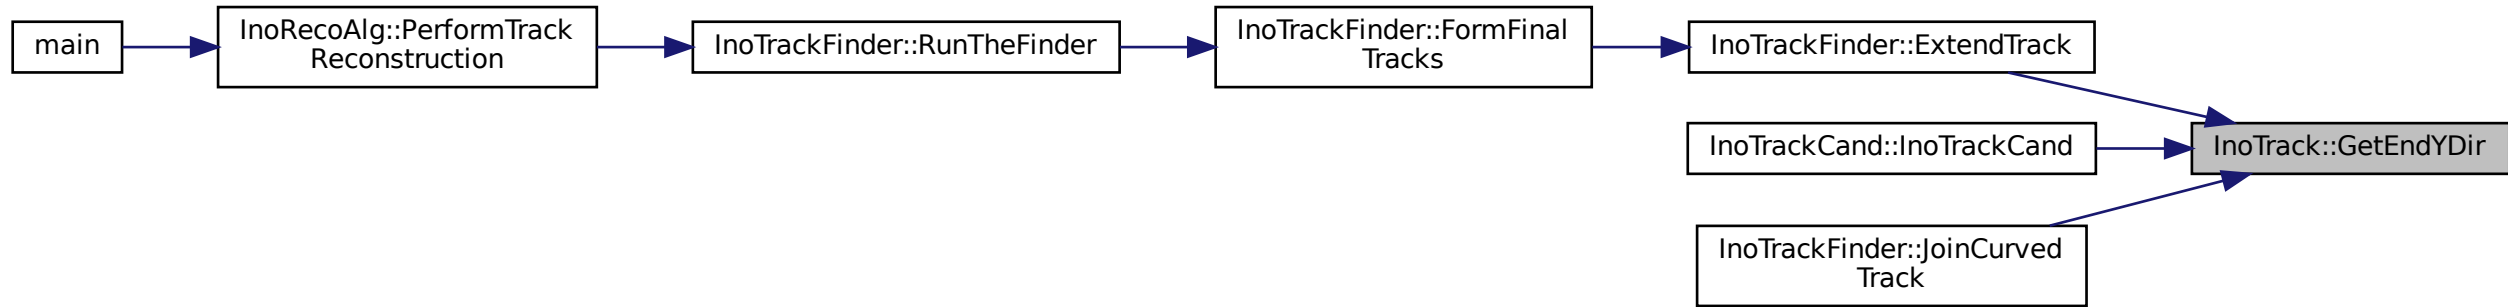 main
InoRecoAlg::PerformTrack
Reconstruction
InoTrackFinder::RunTheFinder
InoTrackFinder::FormFinal
Tracks
InoTrackFinder::ExtendTrack
InoTrackCand::InoTrackCand
InoTrackFinder::JoinCurved
Track
InoTrack::GetEndYDir